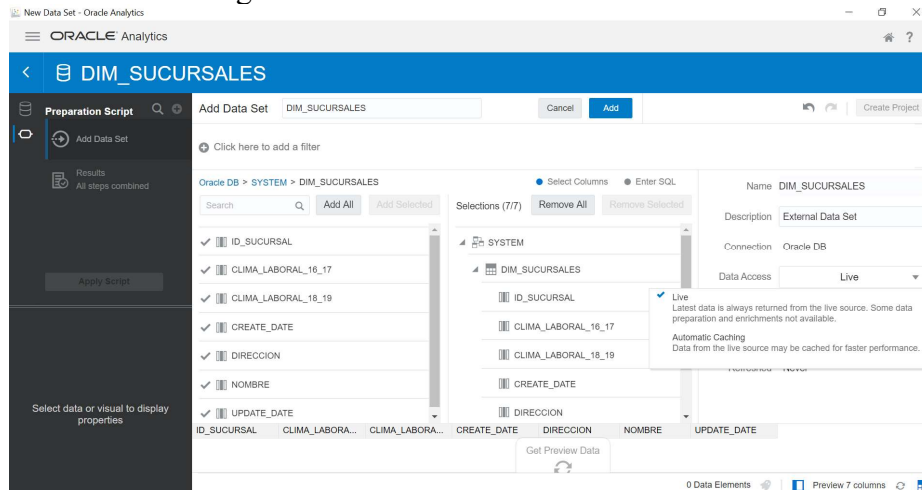 New Data Set - Oracle Analytics
ORACLE Analytics
DIM_SUCURSALES
Preparation Script
Add Data Set
Results
All steps combined
Apply Script
Select data or visual to display
properties
Add Data Set DIM_SUCURSALES Cancel Add Create Project
Click here to add a filter
Oracle DB > SYSTEM > DIM_SUCURSALES Select Columns Enter SQL
Search Add All Add Selected Selections (7/7) Remove All Remove Selected
ID_SUCURSAL
CLIMA_LABORAL_16_17
CLIMA_LABORAL_18_19
CREATE_DATE
DIRECCION
NOMBRE
UPDATE_DATE
SYSTEM
DIM_SUCURSALES
ID_SUCURSAL
CLIMA_LABORAL_16_17
CLIMA_LABORAL_18_19
CREATE_DATE
DIRECCION
Name DIM_SUCURSALES
Description External Data Set
Connection Oracle DB
Data Access Live
Live
Latest data is always returned from the live source. Some data
preparation and enrichments not available.
Automatic Caching
Data from the live source may be cached for faster performance.
Refreshed Never
ID_SUCURSAL CLIMA_LABORA... CLIMA_LABORA... CREATE_DATE DIRECCION NOMBRE UPDATE_DATE
Get Preview Data
0 Data Elements Preview 7 columns